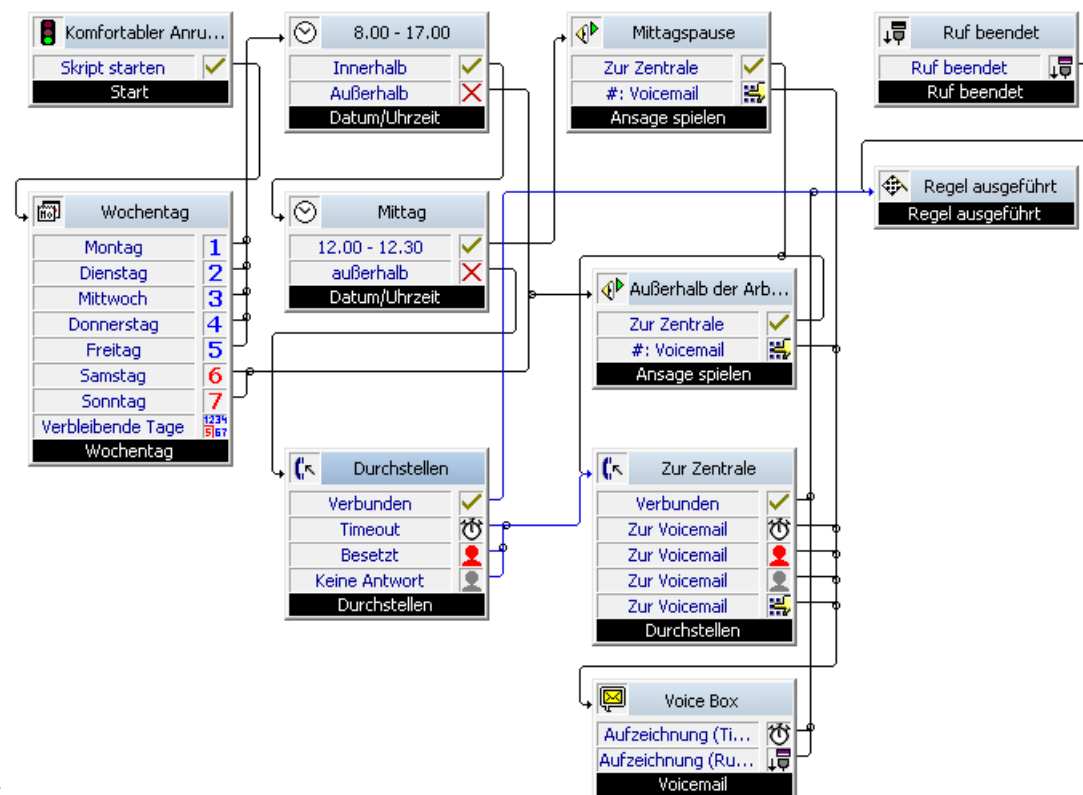 Komfortabler Anru...
Skript starten
Start
8.00 - 17.00
Innerhalb
Außerhalb
Datum/Uhrzeit
Mittagspause
Zur Zentrale
#: Voicemail
Ansage spielen
Ruf beendet
Ruf beendet
Ruf beendet
Wochentag
Montag 1
Dienstag 2
Mittwoch 3
Donnerstag 4
Freitag 5
Samstag 6
Sonntag 7
Verbleibende Tage 1234 567
Wochentag
Mittag
12.00 - 12.30
außerhalb
Datum/Uhrzeit
Regel ausgeführt
Regel ausgeführt
Außerhalb der Arb...
Zur Zentrale
#: Voicemail
Ansage spielen
Durchstellen
Verbunden
Timeout
Besetzt
Keine Antwort
Durchstellen
Zur Zentrale
Verbunden
Zur Voicemail
Zur Voicemail
Zur Voicemail
Zur Voicemail
Durchstellen
Voice Box
Aufzeichnung (Ti...
Aufzeichnung (Ru...
Voicemail